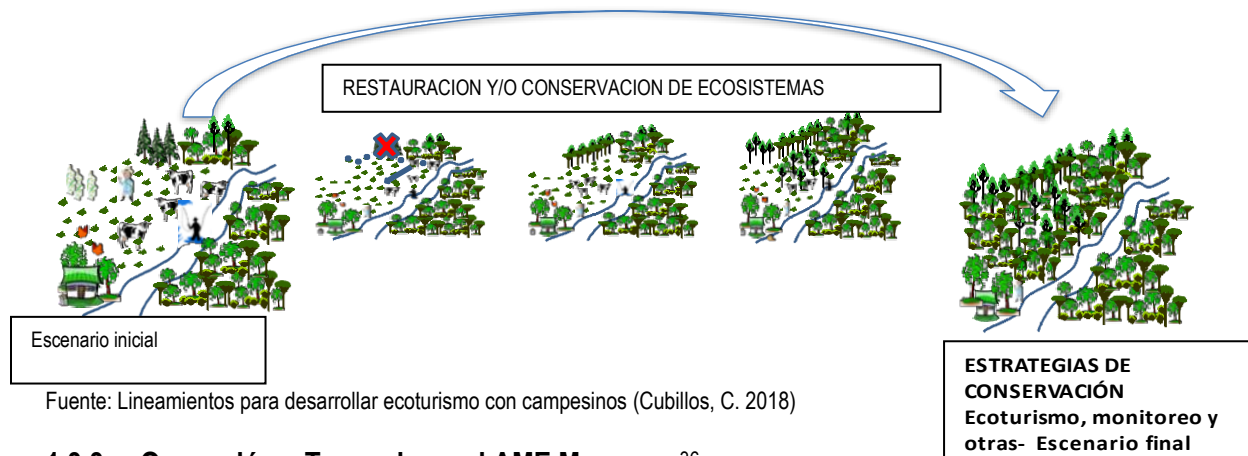 RESTAURACION Y/O CONSERVACION DE ECOSISTEMAS
Escenario inicial
ESTRATEGIAS DE
CONSERVACIÓN
Ecoturismo, monitoreo y
otras- Escenario final
Fuente: Lineamientos para desarrollar ecoturismo con campesinos (Cubillos, C. 2018)